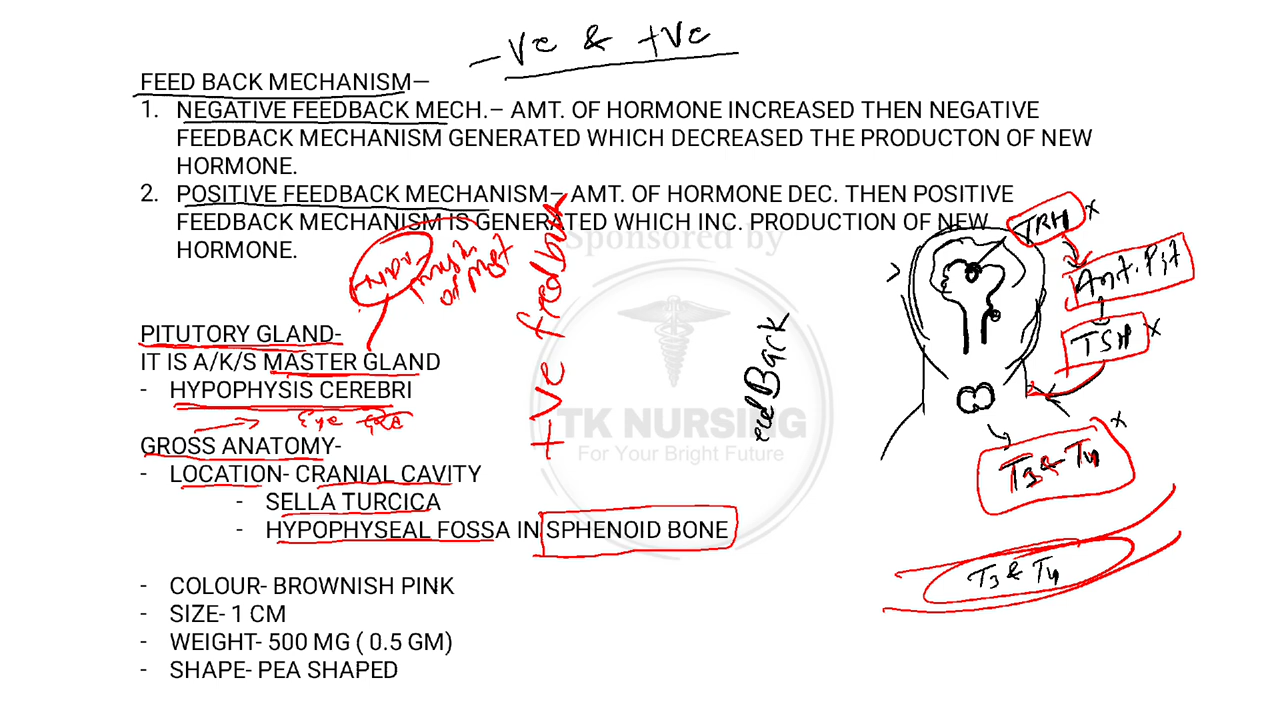 -ve & +ve
FEED BACK MECHANISM–
1. NEGATIVE FEEDBACK MECH.– AMT. OF HORMONE INCREASED THEN NEGATIVE
FEEDBACK MECHANISM GENERATED WHICH DECREASED THE PRODUCTON OF NEW
HORMONE.
2. POSITIVE FEEDBACK MECHANISM– AMT. OF HORMONE DEC. THEN POSITIVE
FEEDBACK MECHANISM IS GENERATED WHICH INC. PRODUCTION OF NEW
HORMONE.
Sponsored by
TRH x
Ant. Pit
TSH x
+ve feedback
PITUTORY GLAND-
IT IS A/K/S MASTER GLAND
- HYPOPHYSIS CEREBRI
TK NURSING
For Your Bright Future
GROSS ANATOMY-
- LOCATION- CRANIAL CAVITY
- SELLA TURCICA
- HYPOPHYSEAL FOSSA IN SPHENOID BONE
T3 & T4 x
T3 & T4
- COLOUR- BROWNISH PINK
- SIZE- 1 CM
- WEIGHT- 500 MG ( 0.5 GM)
- SHAPE- PEA SHAPED